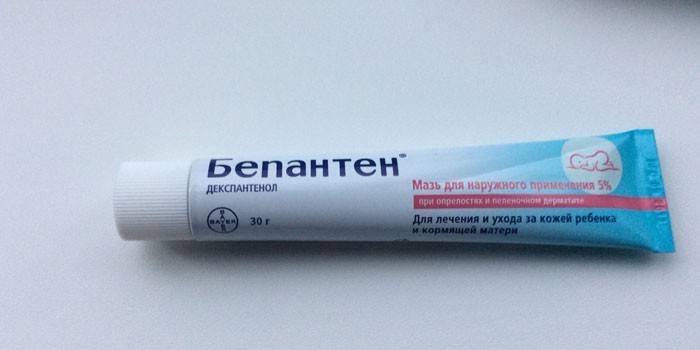 Бепантен®
ДЕКСПАНТЕНОЛ
BAYER
BAYER
30 г
Мазь для наружного применения 5%
при опрелостях и пеленочном дерматите
Для лечения и ухода за кожей ребенка
и кормящей матери